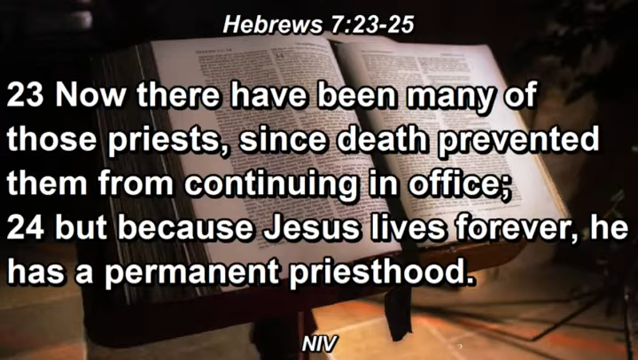 Hebrews 7:23-25
23 Now there have been many of
those priests, since death prevented
them from continuing in office;
24 but because Jesus lives forever, he
has a permanent priesthood.
NIV